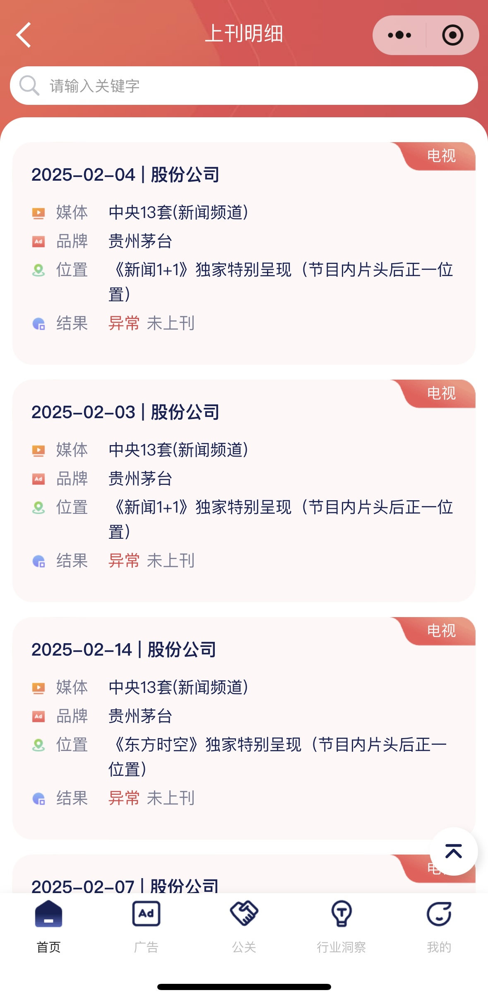 上刊明细
请输入关键字
电视
2025-02-04 | 股份公司
媒体 中央13套(新闻频道)
Ad 品牌 贵州茅台
位置 《新闻1+1》独家特别呈现（节目内片头后正一位
置）
结果 异常 未上刊
电视
2025-02-03 | 股份公司
媒体 中央13套(新闻频道)
Ad 品牌 贵州茅台
位置 《新闻1+1》独家特别呈现（节目内片头后正一位
置）
结果 异常 未上刊
电视
2025-02-14 | 股份公司
媒体 中央13套(新闻频道)
Ad 品牌 贵州茅台
位置 《东方时空》独家特别呈现（节目内片头后正一
位置）
结果 异常 未上刊
电
2025-02-07 | 股份公司
Ad
首页 广告 公关 行业洞察 我的